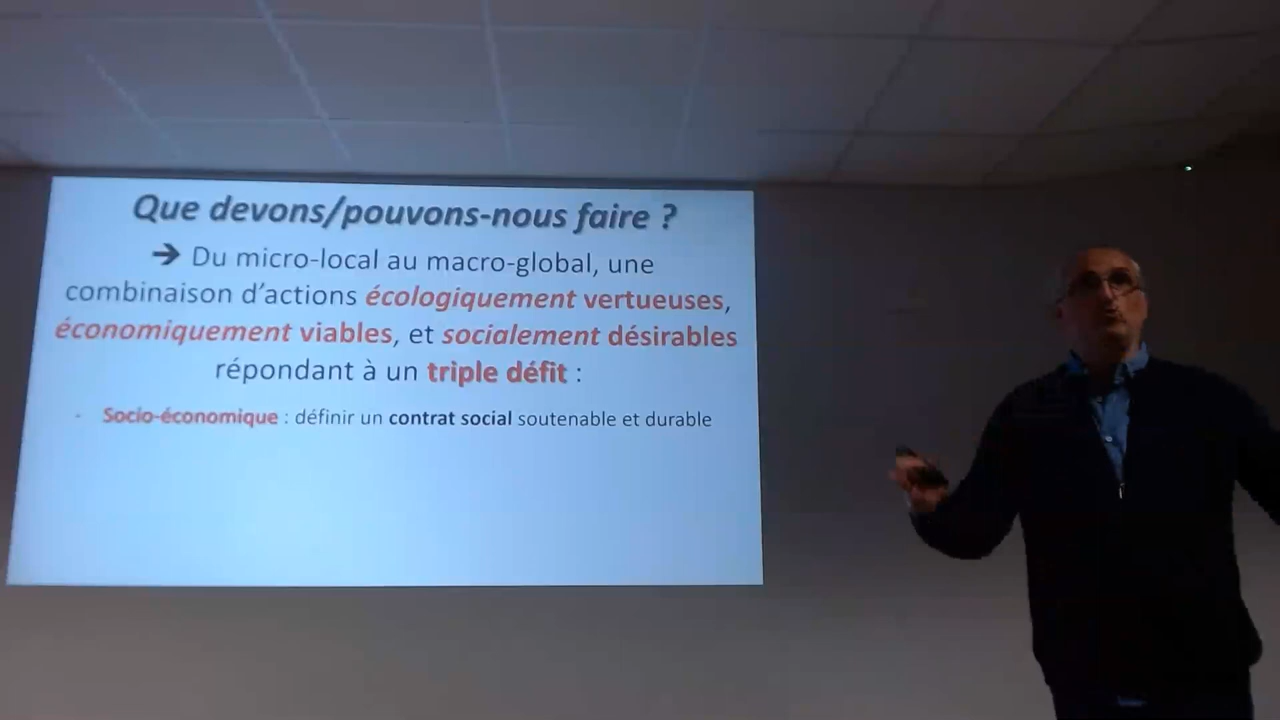 Que devons/pouvons-nous faire ?
➔ Du micro-local au macro-global, une
combinaison d’actions écologiquement vertueuses,
économiquement viables, et socialement désirables
répondant à un triple défit :
- Socio-économique : définir un contrat social soutenable et durable